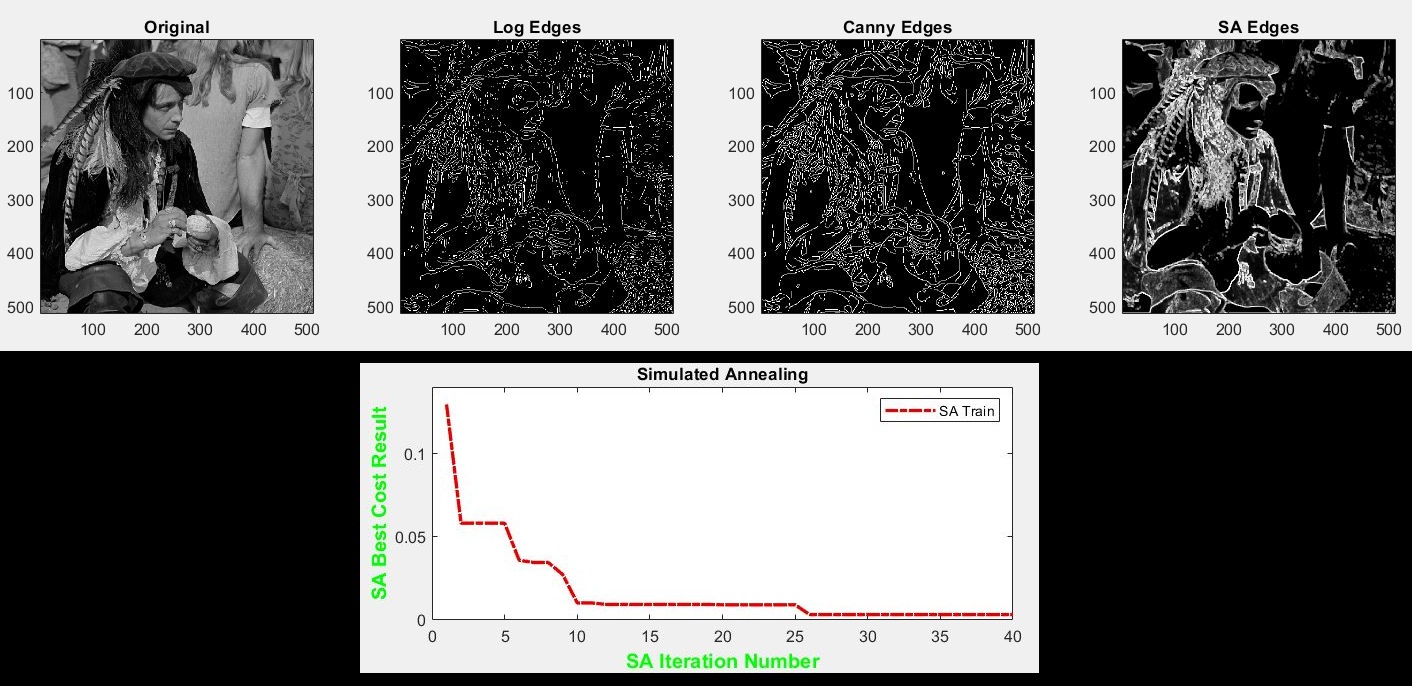 Original
Log Edges
Canny Edges
SA Edges
100
200
300
400
500
100 200 300 400 500
100
200
300
400
500
100 200 300 400 500
100
200
300
400
500
100 200 300 400 500
100
200
300
400
500
100 200 300 400 500
Simulated Annealing
SA Train
SA Best Cost Result
0.1
0.05
0
0 5 10 15 20 25 30 35 40
SA Iteration Number